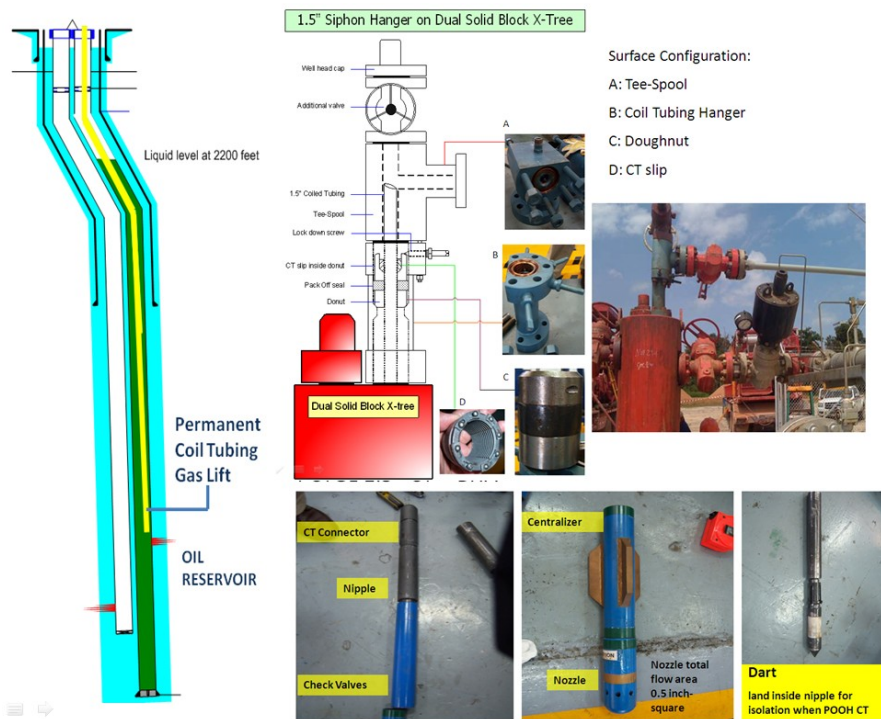 1.5" Siphon Hanger on Dual Solid Block X-Tree
Liquid level at 2200 feet
Permanent
Coil Tubing
Gas Lift
OIL
RESERVOIR
Well head cap
Additional valve
1.5" Coiled Tubing
Tee-Spool
Lock down screw
CT slip inside donut
Pack Off seal
Donut
Dual Solid Block X-tree
A
B
C
D
Surface Configuration:
A: Tee-Spool
B: Coil Tubing Hanger
C: Doughnut
D: CT slip
CT Connector
Nipple
Check Valves
Centralizer
Nozzle
Nozzle total
flow area
0.5 inch-
square
Dart
land inside nipple for
isolation when POOH CT